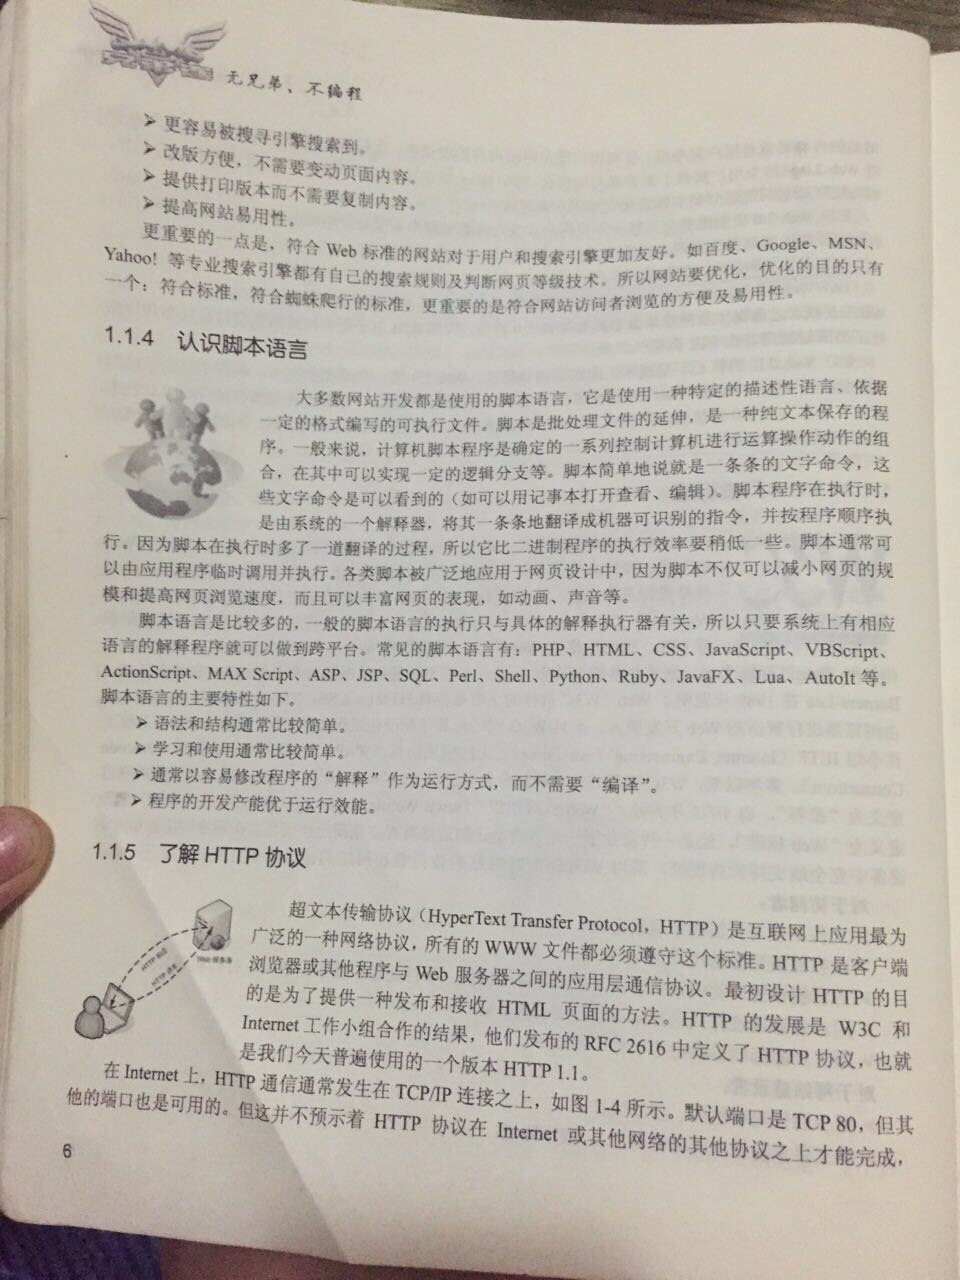 无兄弟、不编程
➢ 更容易被搜寻引擎搜索到。
➢ 改版方便，不需要变动页面内容。
➢ 提供打印版本而不需要复制内容。
➢ 提高网站易用性。
更重要的一点是，符合 Web 标准的网站对于用户和搜索引擎更加友好。如百度、Google、MSN、
Yahoo! 等专业搜索引擎都有自己的搜索规则及判断网页等级技术。所以网站要优化，优化的目的只有
一个：符合标准，符合蜘蛛爬行的标准，更重要的是符合网站访问者浏览的方便及易用性。
1.1.4 认识脚本语言
大多数网站开发都是使用的脚本语言，它是使用一种特定的描述性语言、依据
一定的格式编写的可执行文件。脚本是批处理文件的延伸，是一种纯文本保存的程
序。一般来说，计算机脚本程序是确定的一系列控制计算机进行运算操作动作的组
合，在其中可以实现一定的逻辑分支等。脚本简单地说就是一条条的文字命令，这
些文字命令是可以看到的（如可以用记事本打开查看、编辑）。脚本程序在执行时，
是由系统的一个解释器，将其一条条地翻译成机器可识别的指令，并按程序顺序执
行。因为脚本在执行时多了一道翻译的过程，所以它比二进制程序的执行效率要稍低一些。脚本通常可
以由应用程序临时调用并执行。各类脚本被广泛地应用于网页设计中，因为脚本不仅可以减小网页的规
模和提高网页浏览速度，而且可以丰富网页的表现，如动画、声音等。
脚本语言是比较多的，一般的脚本语言的执行只与具体的解释执行器有关，所以只要系统上有相应
语言的解释程序就可以做到跨平台。常见的脚本语言有：PHP、HTML、CSS、JavaScript、VBScript、
ActionScript、MAX Script、ASP、JSP、SQL、Perl、Shell、Python、Ruby、JavaFX、Lua、AutoIt 等。
脚本语言的主要特性如下。
➢ 语法和结构通常比较简单。
➢ 学习和使用通常比较简单。
➢ 通常以容易修改程序的“解释”作为运行方式，而不需要“编译”。
➢ 程序的开发产能优于运行效能。
1.1.5 了解 HTTP 协议
超文本传输协议（HyperText Transfer Protocol，HTTP）是互联网上应用最为
广泛的一种网络协议，所有的 WWW 文件都必须遵守这个标准。HTTP 是客户端
浏览器或其他程序与 Web 服务器之间的应用层通信协议。最初设计 HTTP 的目
的是为了提供一种发布和接收 HTML 页面的方法。HTTP 的发展是 W3C 和
Internet 工作小组合作的结果，他们发布的 RFC 2616 中定义了 HTTP 协议，也就
是我们今天普遍使用的一个版本 HTTP 1.1。
在 Internet 上，HTTP 通信通常发生在 TCP/IP 连接之上，如图 1-4 所示。默认端口是 TCP 80，但其
他的端口也是可用的。但这并不预示着 HTTP 协议在 Internet 或其他网络的其他协议之上才能完成，
6